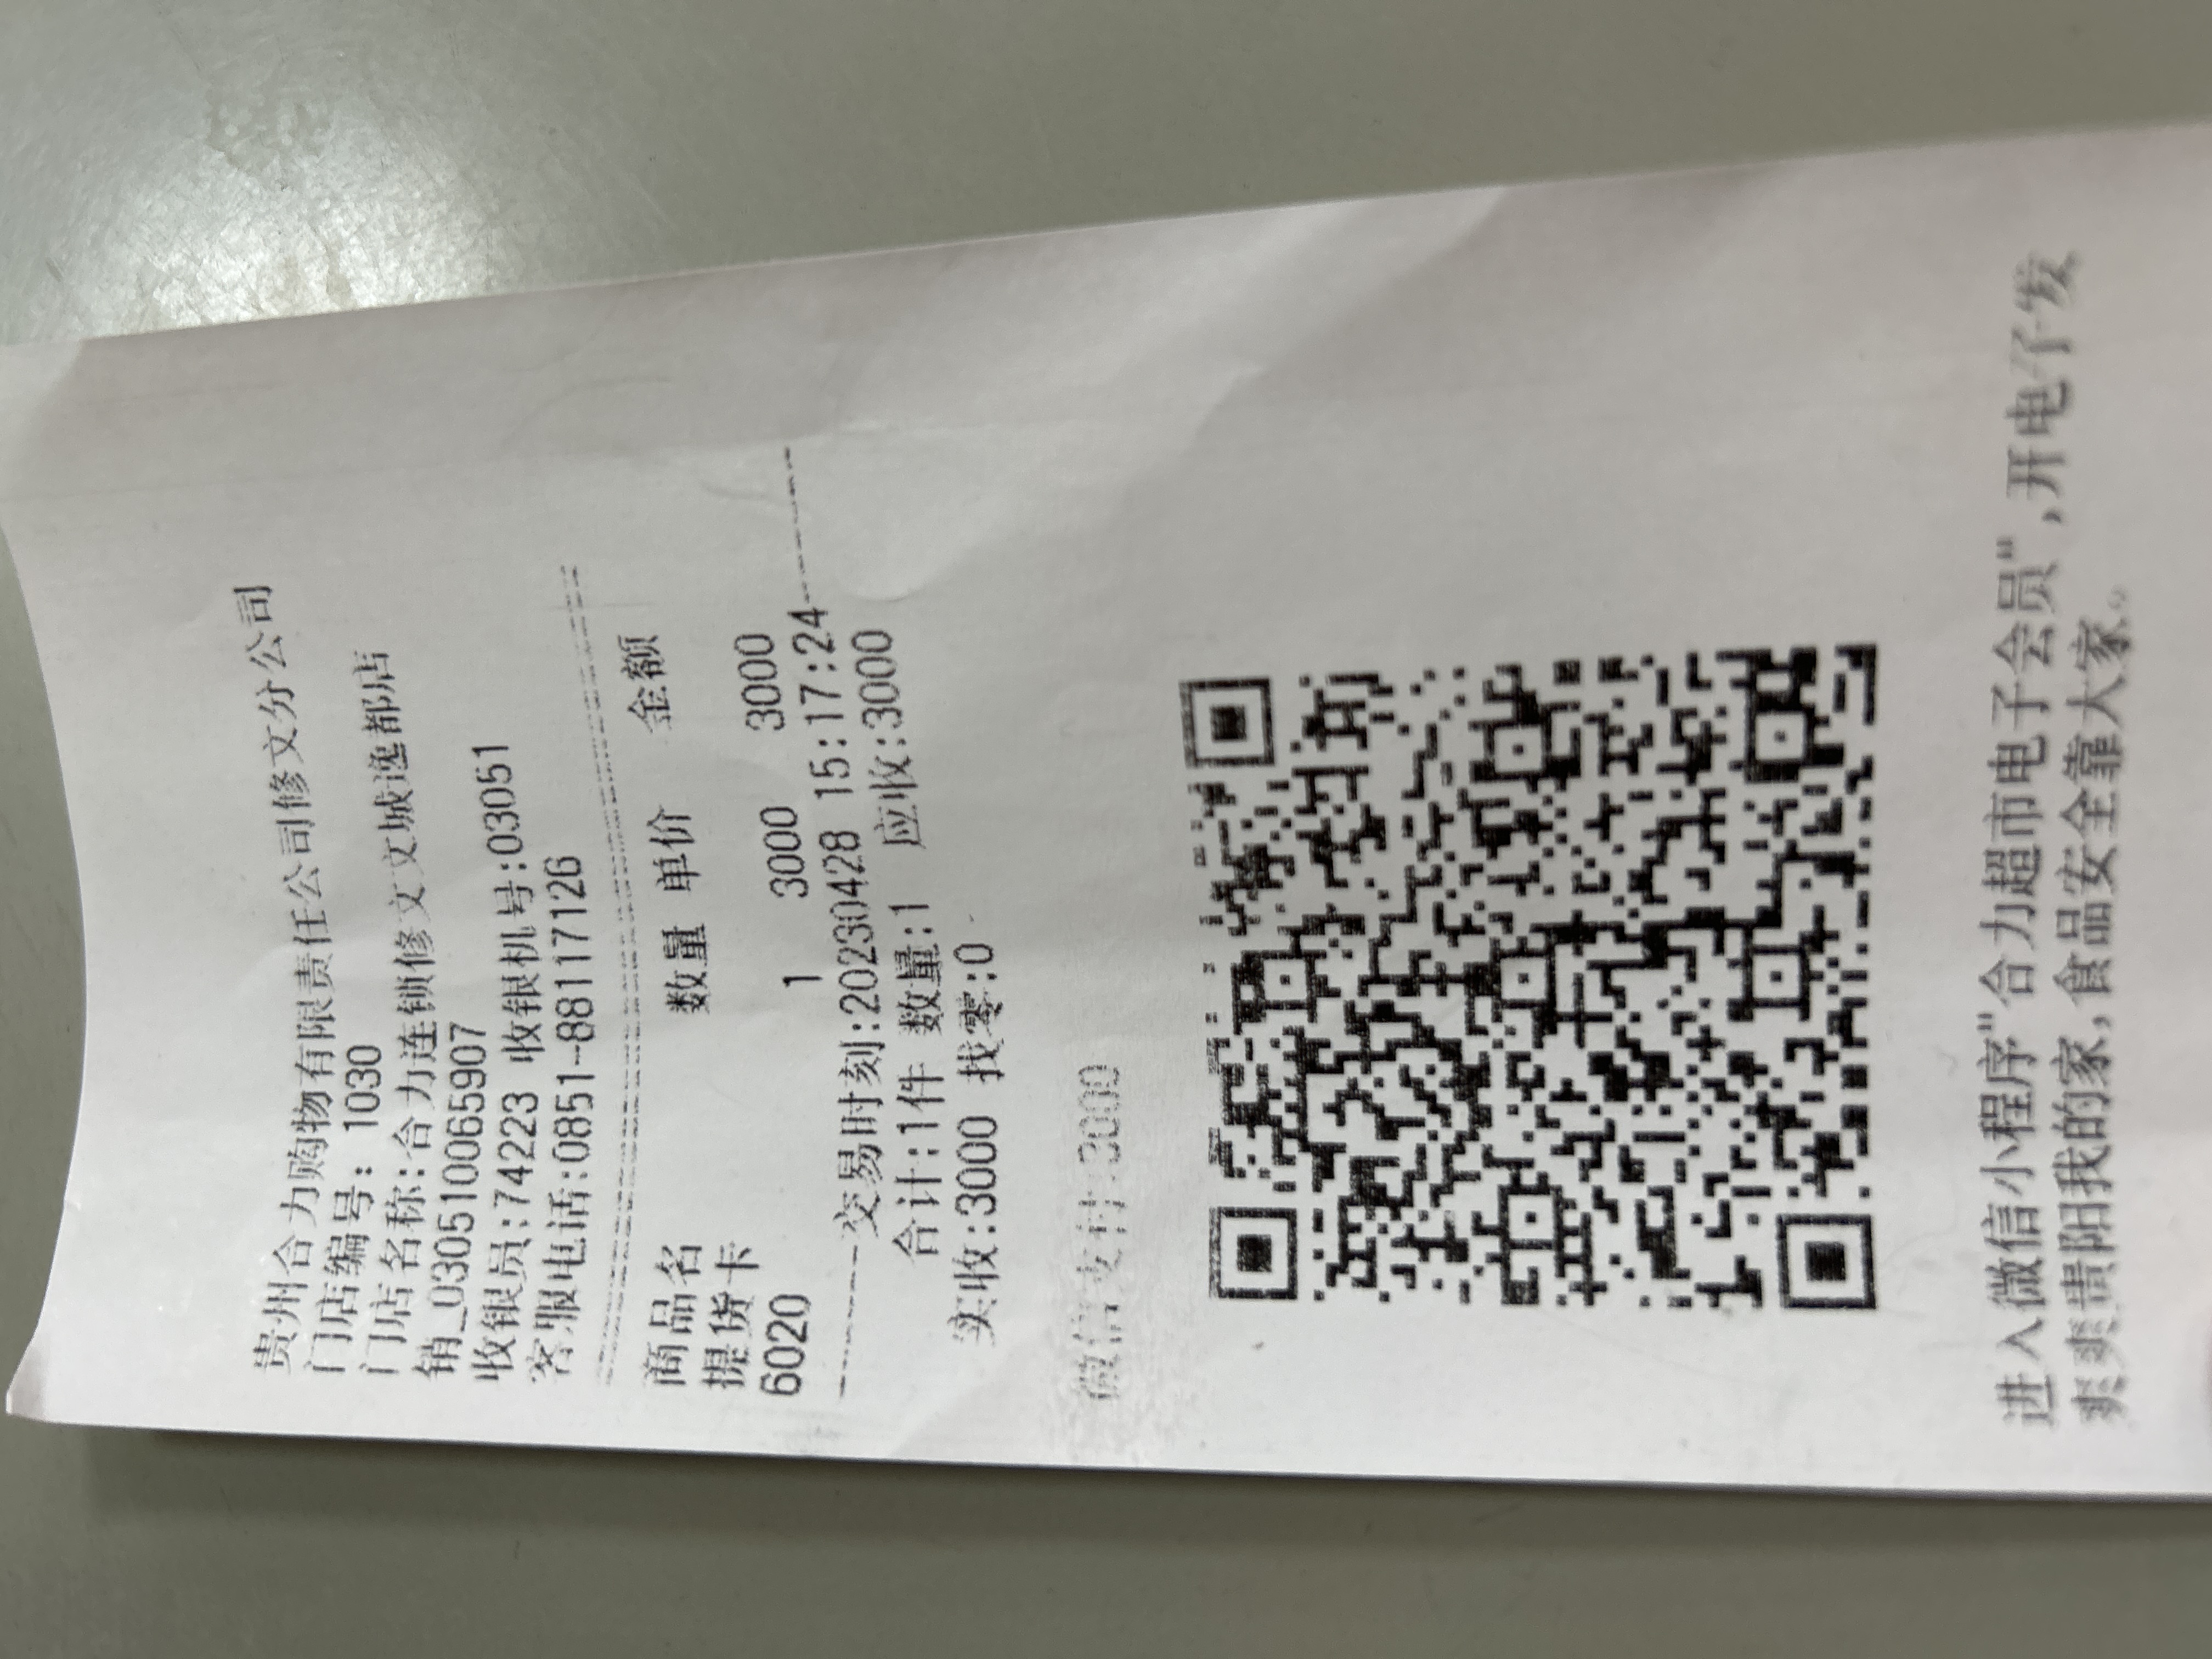 贵州合力购物有限责任公司修文分公司
门店编号: 1030
门店名称:合力连锁修文文城逸都店
销_0305110065907
收银员:74223 收银机号:03051
客服电话:0851-88117126
商品名 数量 单价 金额
提货卡
6020 1 3000 3000
交易时刻:20230428 15:17:24
合计:1件 数量:1 应收:3000
实收:3000 找零:0
微信支付:3000
进入微信小程序"合力超市电子会员",开电子发
爽爽贵阳我的家,食品安全靠大家。